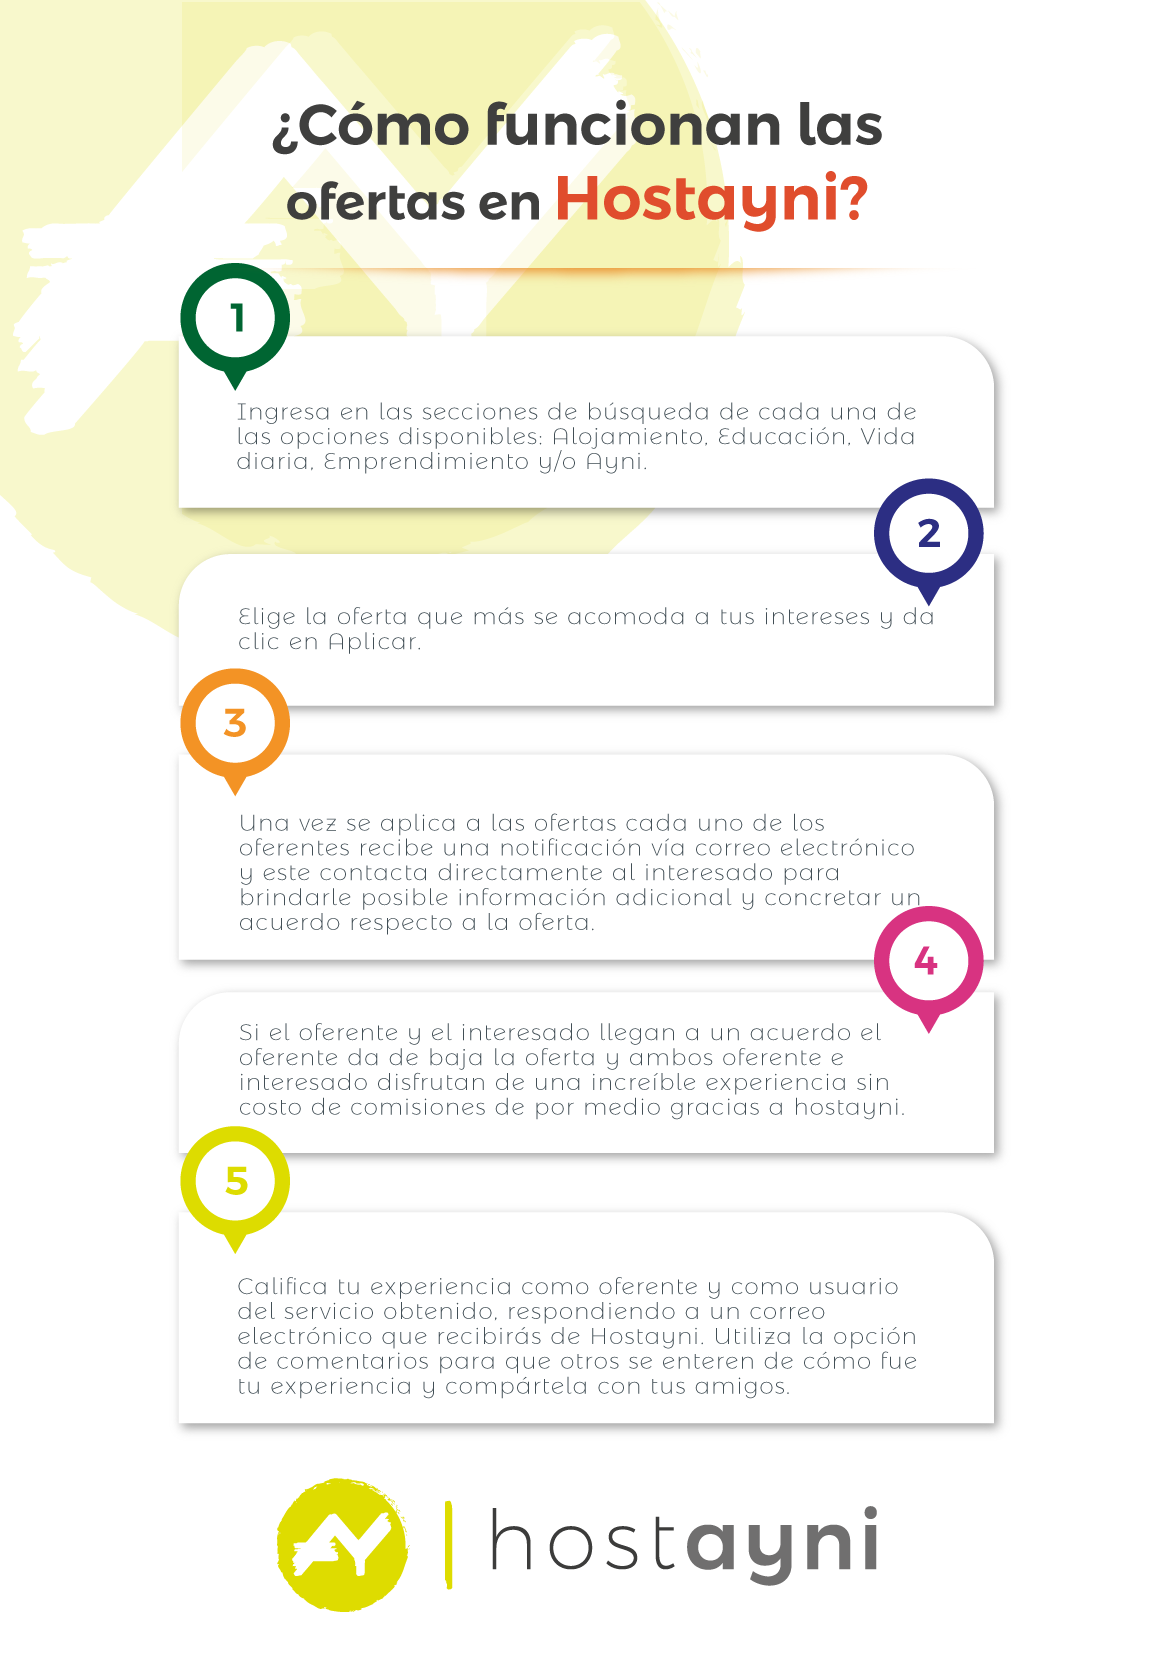 ¿Cómo funcionan las
ofertas en Hostayni?
1
Ingresa en las secciones de búsqueda de cada una de
las opciones disponibles: Alojamiento, Educación, Vida
diaria, Emprendimiento y/o Ayni.
2
Elige la oferta que más se acomoda a tus intereses y da
clic en Aplicar.
3
Una vez se aplica a las ofertas cada uno de los
oferentes recibe una notificación vía correo electrónico
y este contacta directamente al interesado para
brindarle posible información adicional y concretar un
acuerdo respecto a la oferta.
4
Si el oferente y el interesado llegan a un acuerdo el
oferente da de baja la oferta y ambos oferente e
interesado disfrutan de una increíble experiencia sin
costo de comisiones de por medio gracias a hostayni.
5
Califica tu experiencia como oferente y como usuario
del servicio obtenido, respondiendo a un correo
electrónico que recibirás de Hostayni. Utiliza la opción
de comentarios para que otros se enteren de cómo fue
tu experiencia y compártela con tus amigos.
AY | hostayni